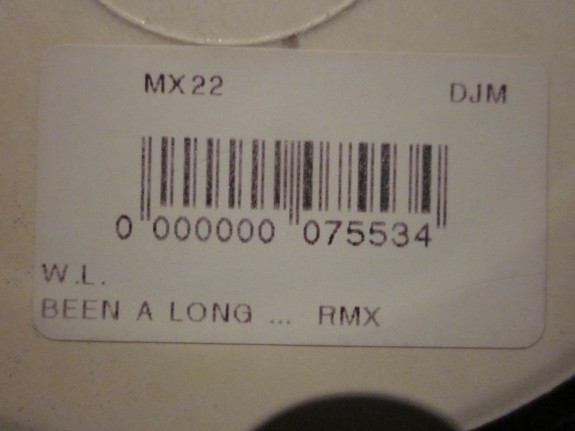 MX22 DJM
0 000000 075534
W.L.
BEEN A LONG ... RMX